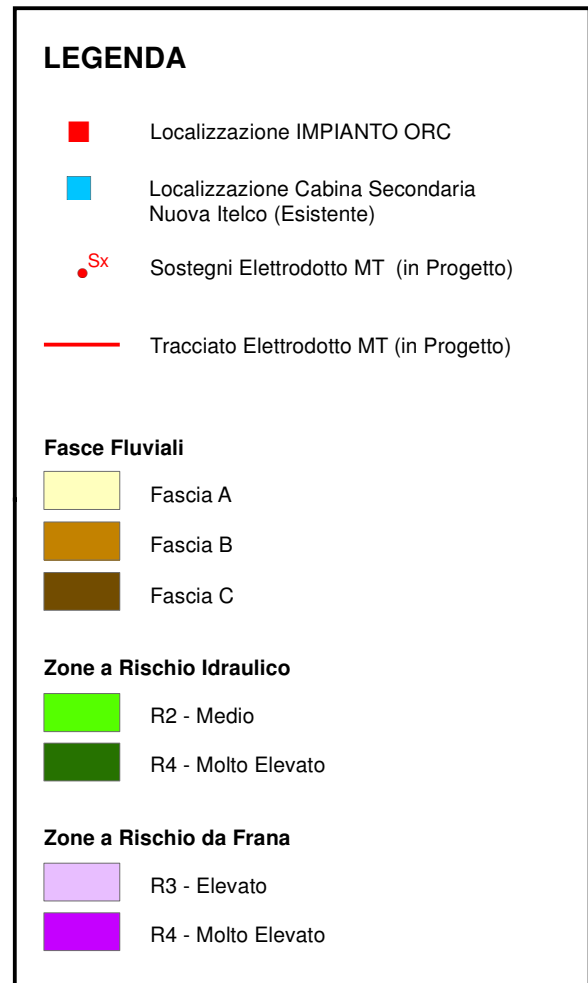 LEGENDA
Localizzazione IMPIANTO ORC
Localizzazione Cabina Secondaria
Nuova Itelco (Esistente)
Sx
Sostegni Elettrodotto MT (in Progetto)
Tracciato Elettrodotto MT (in Progetto)
Fasce Fluviali
Fascia A
Fascia B
Fascia C
Zone a Rischio Idraulico
R2 - Medio
R4 - Molto Elevato
Zone a Rischio da Frana
R3 - Elevato
R4 - Molto Elevato